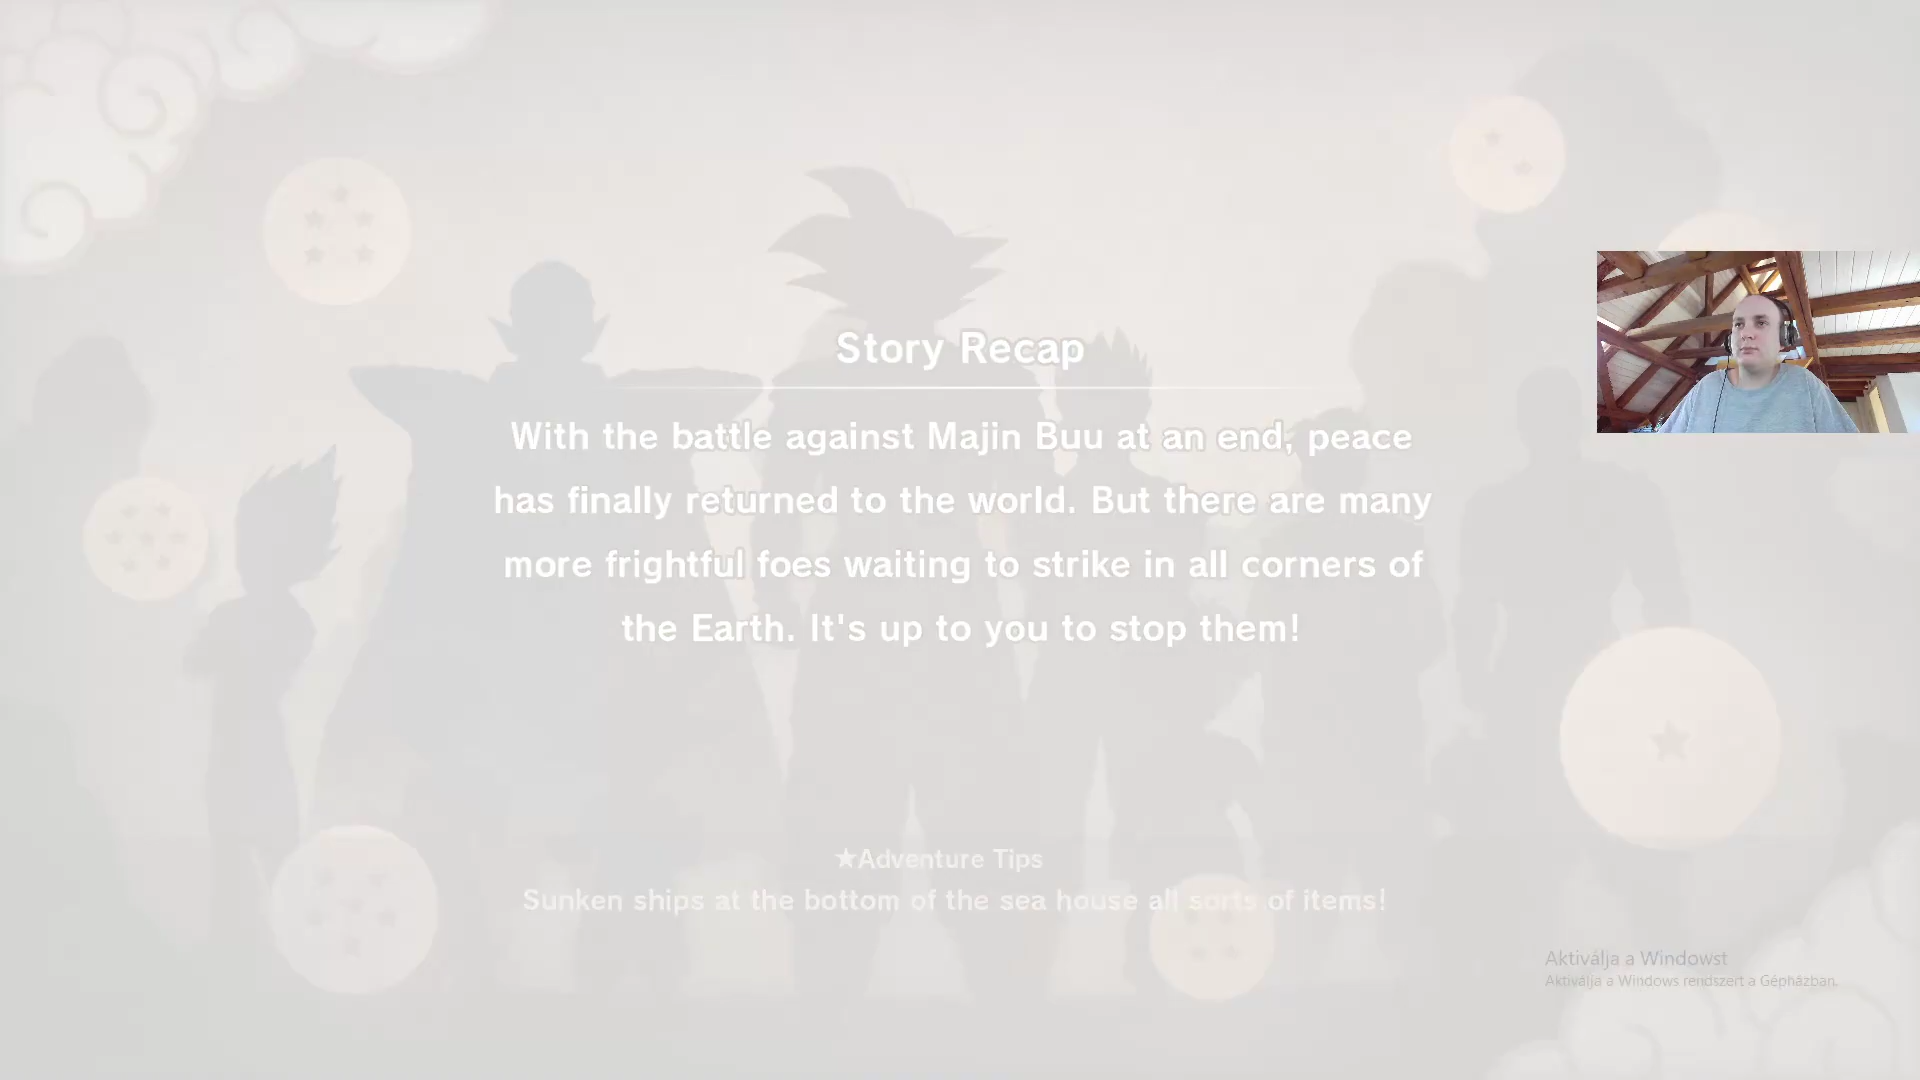 Story Recap
With the battle against Majin Buu at an end, peace
has finally returned to the world. But there are many
more frightful foes waiting to strike in all corners of
the Earth. It's up to you to stop them!
★Adventure Tips
Sunken ships at the bottom of the sea house all sorts of items!
Aktiválja a Windowst
Aktiválja a Windows rendszert a Gépházban.